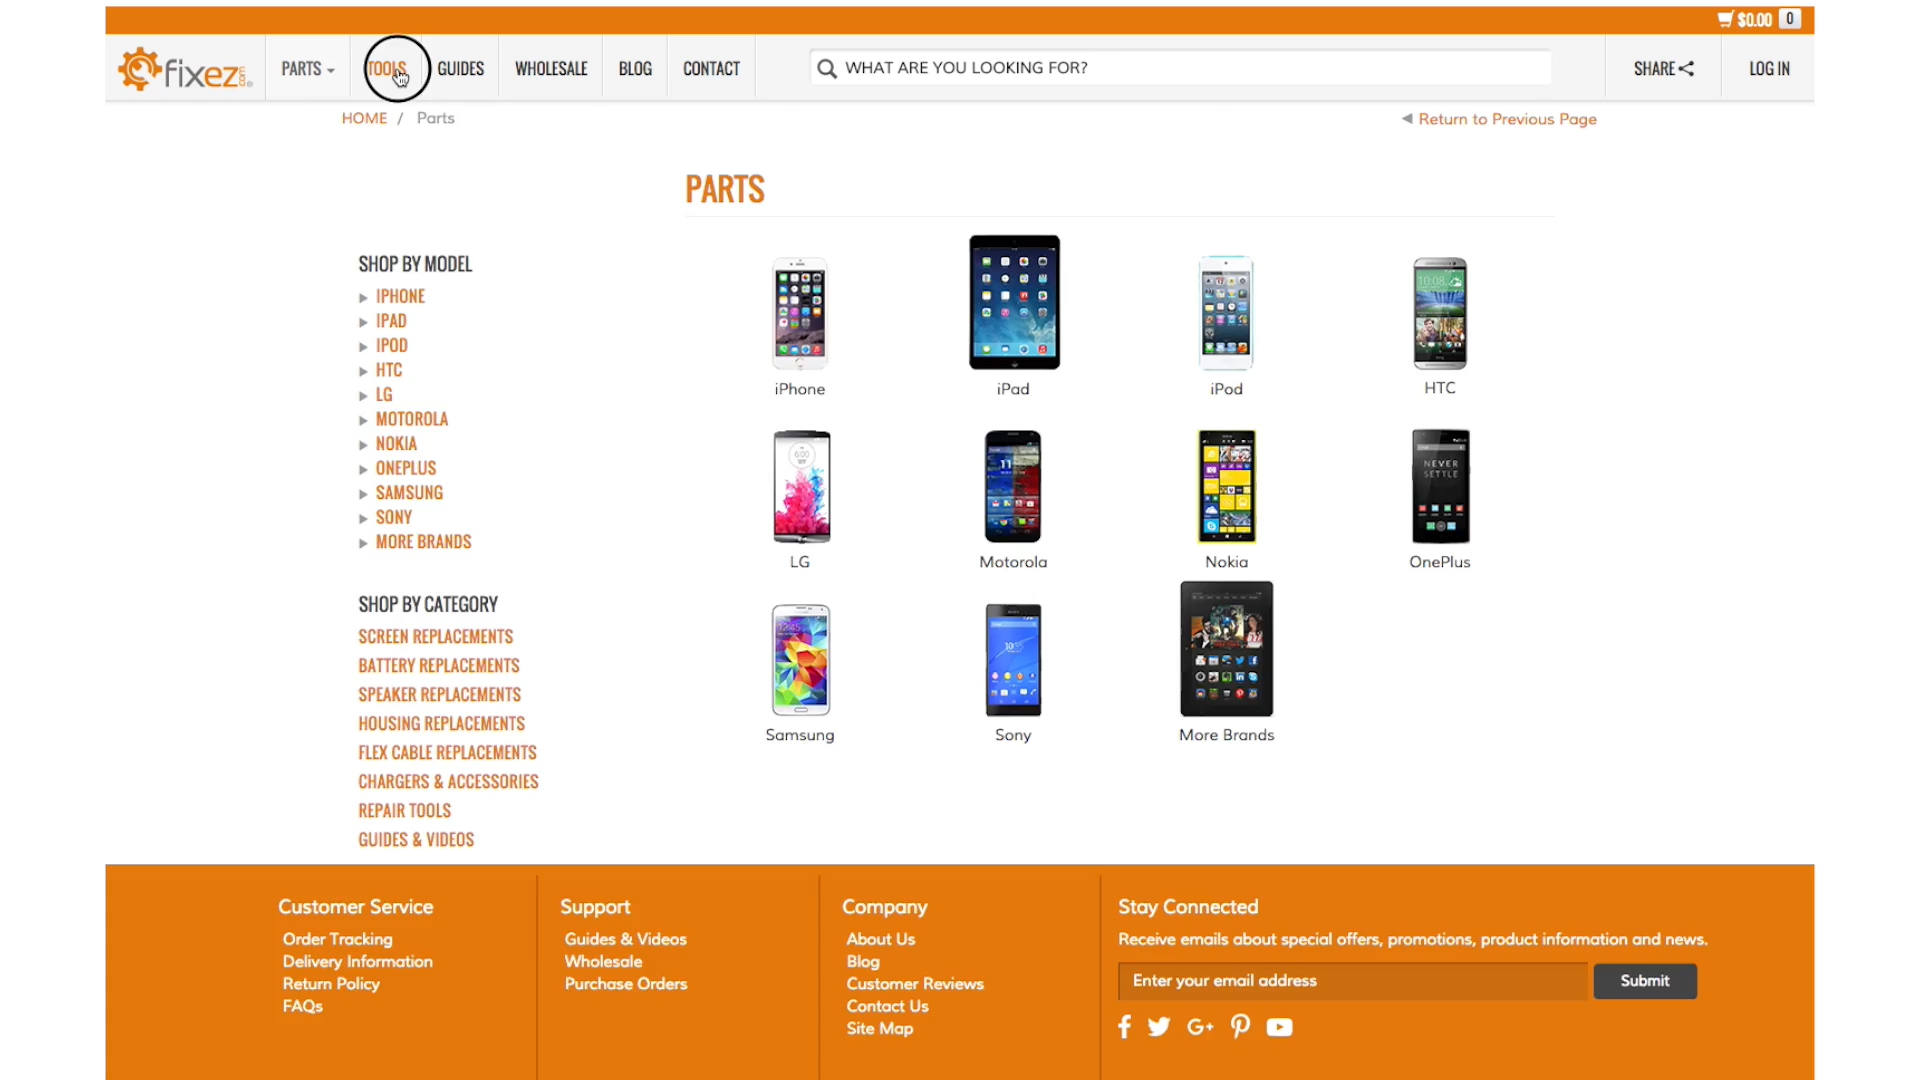 $0.00 0
fixez.com
PARTS
TOOLS
GUIDES
WHOLESALE
BLOG
CONTACT
WHAT ARE YOU LOOKING FOR?
SHARE
LOG IN
HOME / Parts
Return to Previous Page
PARTS
SHOP BY MODEL
IPHONE
IPAD
IPOD
HTC
LG
MOTOROLA
NOKIA
ONEPLUS
SAMSUNG
SONY
MORE BRANDS
SHOP BY CATEGORY
SCREEN REPLACEMENTS
BATTERY REPLACEMENTS
SPEAKER REPLACEMENTS
HOUSING REPLACEMENTS
FLEX CABLE REPLACEMENTS
CHARGERS & ACCESSORIES
REPAIR TOOLS
GUIDES & VIDEOS
iPhone
iPad
iPod
HTC
LG
Motorola
Nokia
NEVER
SETTLE
OnePlus
Samsung
Sony
More Brands
Customer Service
Order Tracking
Delivery Information
Return Policy
FAQs
Support
Guides & Videos
Wholesale
Purchase Orders
Company
About Us
Blog
Customer Reviews
Contact Us
Site Map
Stay Connected
Receive emails about special offers, promotions, product information and news.
Enter your email address
Submit